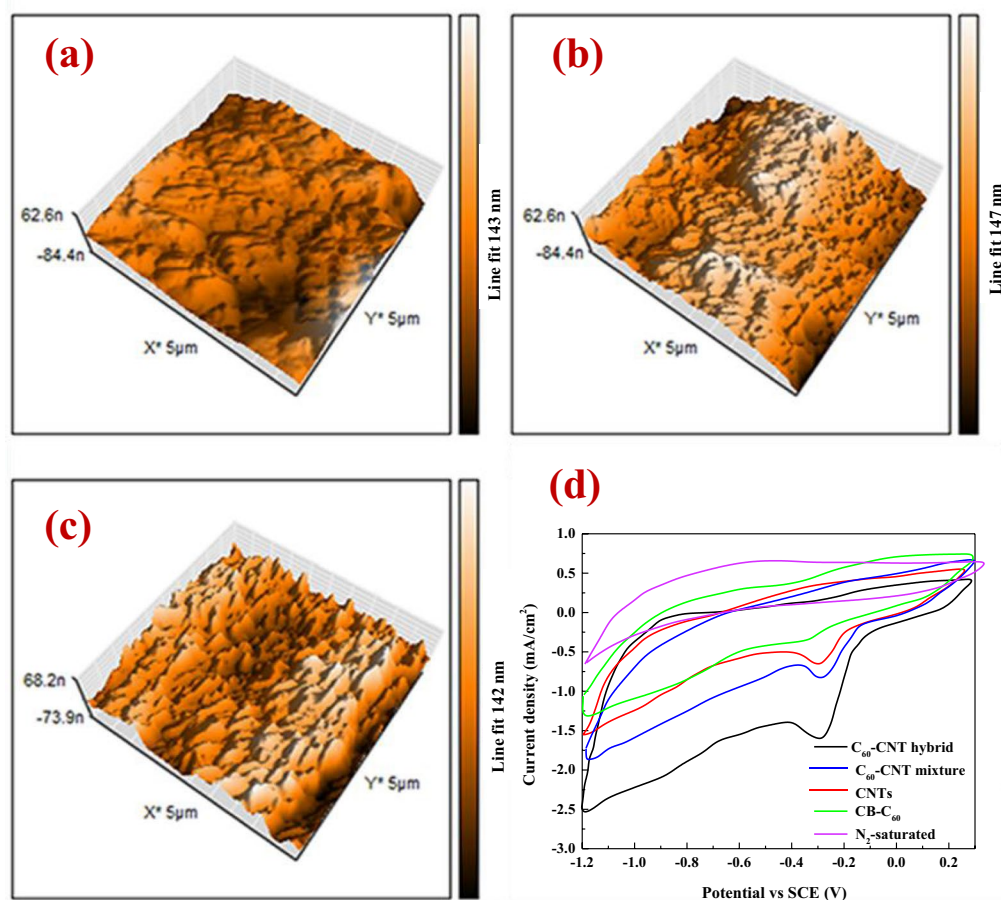 (a)
62.6n
-84.4n
X* 5µm
Y* 5µm
Line fit 143 nm
(b)
62.6n
-84.4n
X* 5µm
Y* 5µm
Line fit 147 nm
(c)
68.2n
-73.9n
X* 5µm
Y* 5µm
Line fit 142 nm
(d)
Current density (mA/cm²)
1.0
0.5
0.0
-0.5
-1.0
-1.5
-2.0
-2.5
-3.0
C₆₀-CNT hybrid
C₆₀-CNT mixture
CNTs
CB-C₆₀
N₂-saturated
-1.2 -1.0 -0.8 -0.6 -0.4 -0.2 0.0 0.2
Potential vs SCE (V)